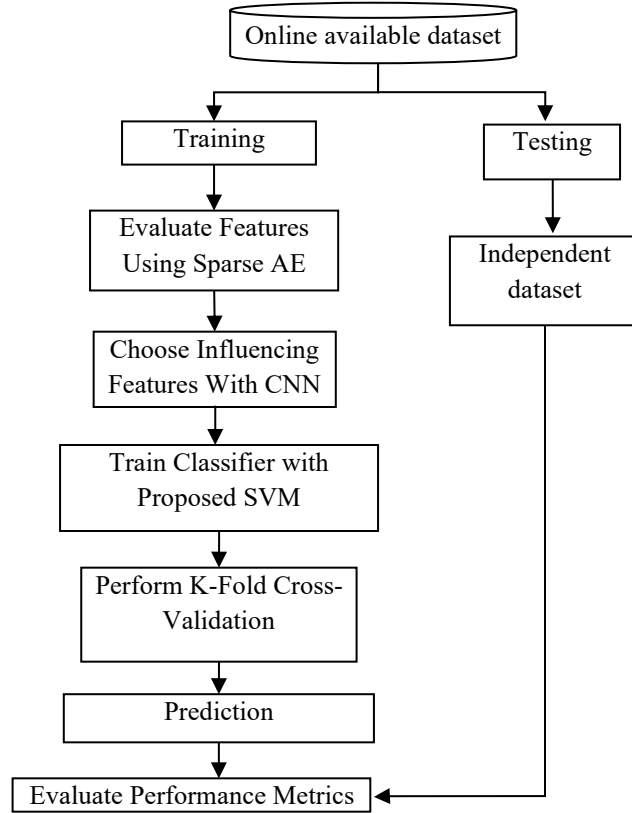 Online available dataset
Training
Testing
Evaluate Features
Using Sparse AE
Independent
dataset
Choose Influencing
Features With CNN
Train Classifier with
Proposed SVM
Perform K-Fold Cross-
Validation
Prediction
Evaluate Performance Metrics